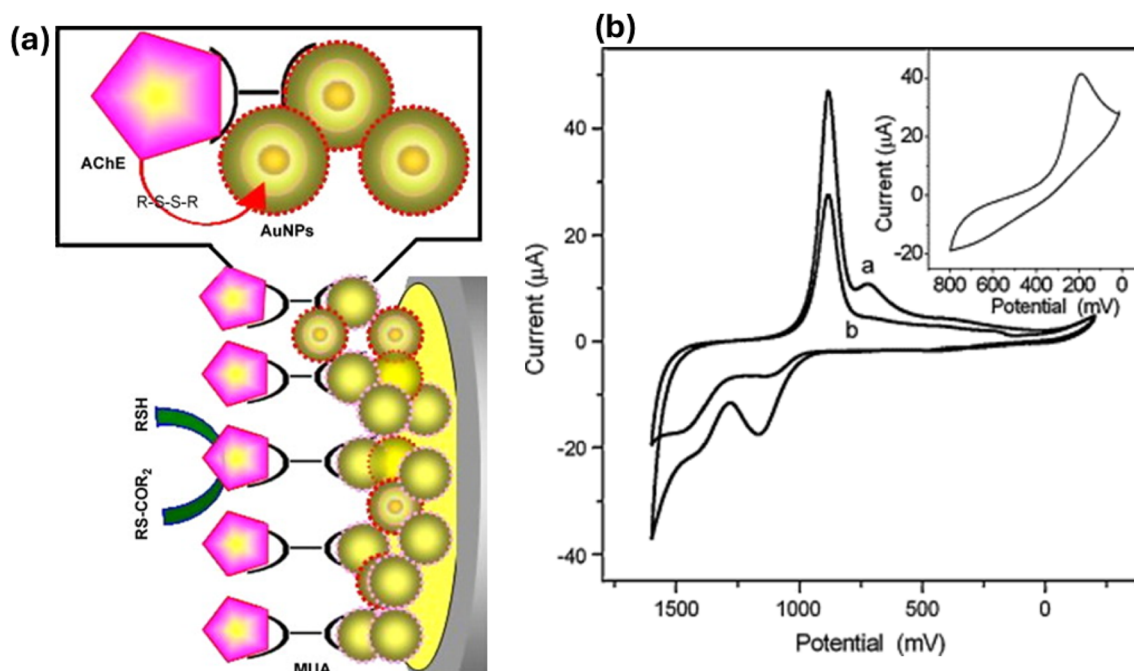 (a)
AChE
R-S-S-R
AuNPs
RSH
RS-COR2
MUA
(b)
Current (μA)
40
20
0
-20
-40
1500
1000
500
0
Potential (mV)
a
b
Current (μA)
40
20
0
-20
800 600 400 200 0
Potential (mV)